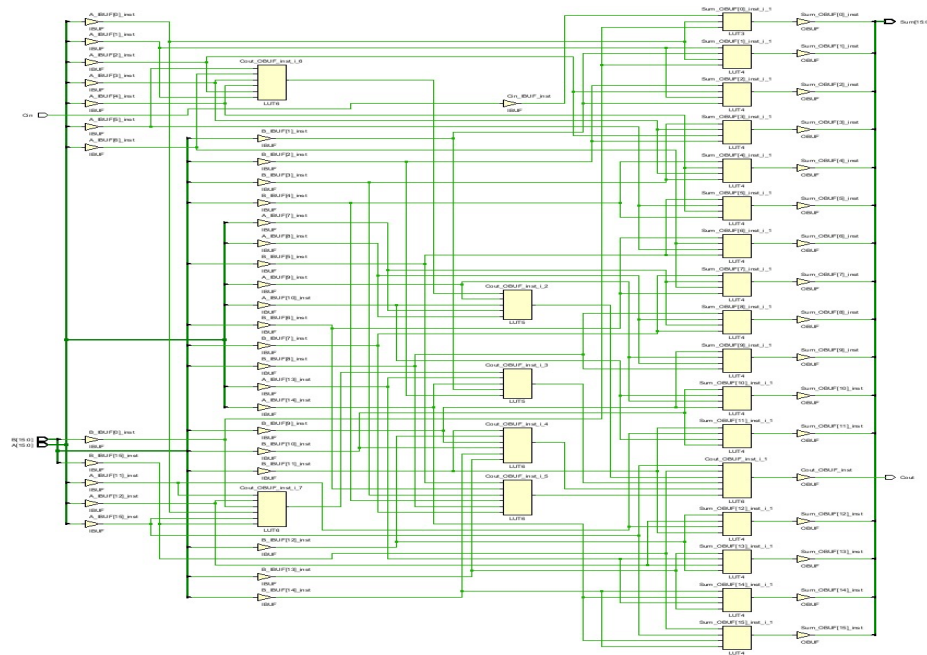 A_IBUF[0]_inst
IBUF
A_IBUF[1]_inst
IBUF
A_IBUF[2]_inst
IBUF
A_IBUF[3]_inst
IBUF
A_IBUF[4]_inst
IBUF
Cin
A_IBUF[5]_inst
IBUF
A_IBUF[6]_inst
IBUF
B[15:0]
A[15:0]
B_IBUF[0]_inst
IBUF
B_IBUF[15]_inst
IBUF
A_IBUF[11]_inst
IBUF
A_IBUF[12]_inst
IBUF
A_IBUF[15]_inst
IBUF
Cout_OBUF_inst_i_6
LUT6
B_IBUF[1]_inst
IBUF
B_IBUF[2]_inst
IBUF
B_IBUF[3]_inst
IBUF
B_IBUF[4]_inst
IBUF
A_IBUF[7]_inst
IBUF
A_IBUF[8]_inst
IBUF
B_IBUF[5]_inst
IBUF
A_IBUF[9]_inst
IBUF
A_IBUF[10]_inst
IBUF
B_IBUF[6]_inst
IBUF
B_IBUF[7]_inst
IBUF
B_IBUF[8]_inst
IBUF
A_IBUF[13]_inst
IBUF
A_IBUF[14]_inst
IBUF
B_IBUF[9]_inst
IBUF
B_IBUF[10]_inst
IBUF
B_IBUF[11]_inst
IBUF
Cout_OBUF_inst_i_7
LUT6
B_IBUF[12]_inst
IBUF
B_IBUF[13]_inst
IBUF
B_IBUF[14]_inst
IBUF
Cin_IBUF_inst
IBUF
Cout_OBUF_inst_i_2
LUT5
Cout_OBUF_inst_i_3
LUT5
Cout_OBUF_inst_i_4
LUT6
Cout_OBUF_inst_i_5
LUT6
Sum_OBUF[0]_inst_i_1
LUT3
Sum_OBUF[1]_inst_i_1
LUT4
Sum_OBUF[2]_inst_i_1
LUT4
Sum_OBUF[3]_inst_i_1
LUT4
Sum_OBUF[4]_inst_i_1
LUT4
Sum_OBUF[5]_inst_i_1
LUT4
Sum_OBUF[6]_inst_i_1
LUT4
Sum_OBUF[7]_inst_i_1
LUT4
Sum_OBUF[8]_inst_i_1
LUT4
Sum_OBUF[9]_inst_i_1
LUT4
Sum_OBUF[10]_inst_i_1
LUT4
Sum_OBUF[11]_inst_i_1
LUT4
Cout_OBUF_inst_i_1
LUT6
Sum_OBUF[12]_inst_i_1
LUT4
Sum_OBUF[13]_inst_i_1
LUT4
Sum_OBUF[14]_inst_i_1
LUT4
Sum_OBUF[15]_inst_i_1
LUT4
Sum_OBUF[0]_inst
OBUF
Sum_OBUF[1]_inst
OBUF
Sum_OBUF[2]_inst
OBUF
Sum_OBUF[3]_inst
OBUF
Sum_OBUF[4]_inst
OBUF
Sum_OBUF[5]_inst
OBUF
Sum_OBUF[6]_inst
OBUF
Sum_OBUF[7]_inst
OBUF
Sum_OBUF[8]_inst
OBUF
Sum_OBUF[9]_inst
OBUF
Sum_OBUF[10]_inst
OBUF
Sum_OBUF[11]_inst
OBUF
Cout_OBUF_inst
OBUF
Sum_OBUF[12]_inst
OBUF
Sum_OBUF[13]_inst
OBUF
Sum_OBUF[14]_inst
OBUF
Sum_OBUF[15]_inst
OBUF
Cout